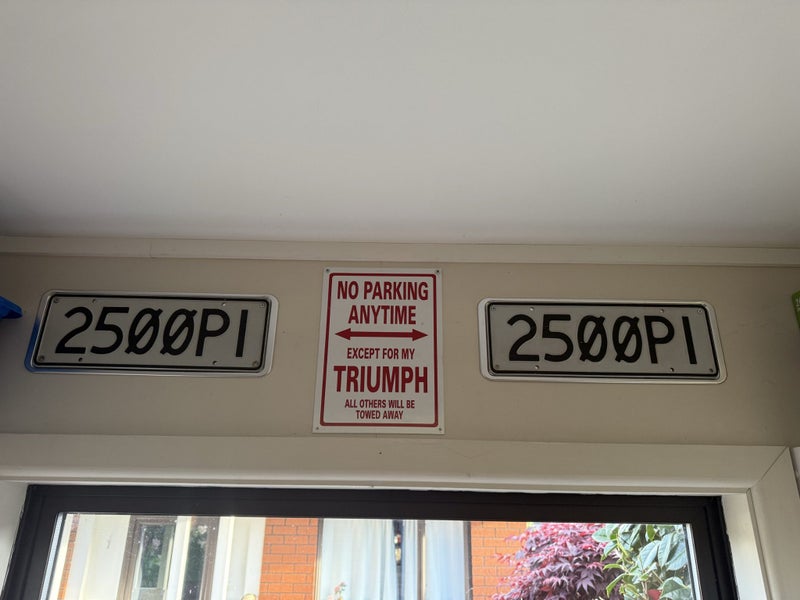 2500PI
NO PARKING
ANYTIME
EXCEPT FOR MY
TRIUMPH
ALL OTHERS WILL BE
TOWED AWAY
2500PI